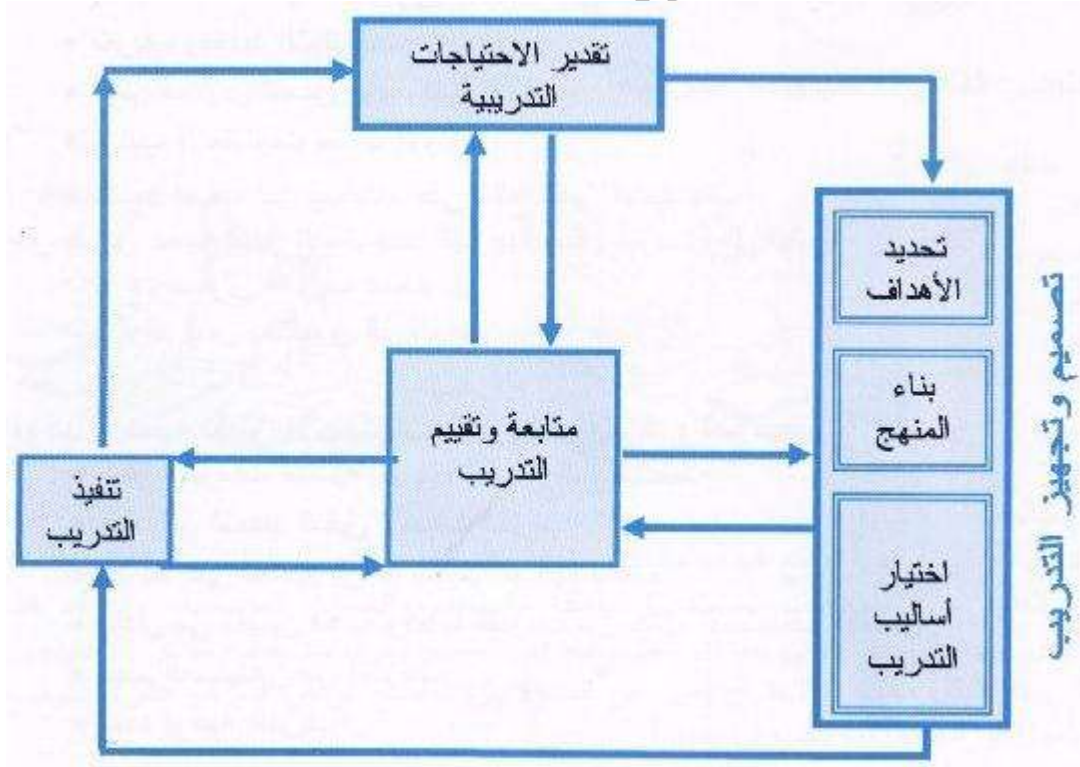 تقدير الاحتياجات
التدريبية
تحديد
الأهداف
بناء
المنهج
اختيار
أساليب
التدريب
تصميم وتجهيز التدريب
متابعة وتقييم
التدريب
تنفيذ
التدريب